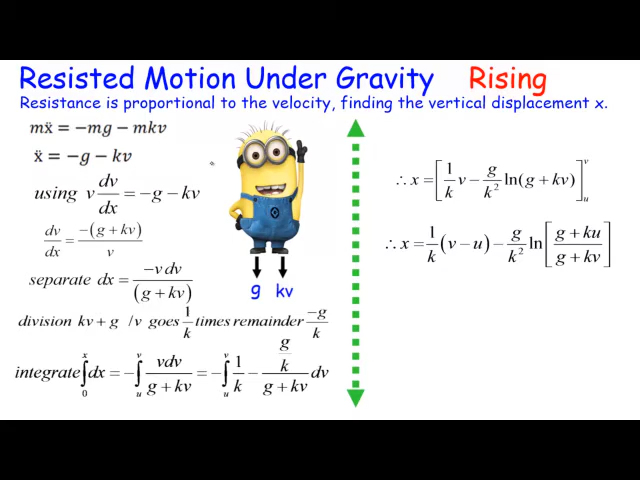 Resisted Motion Under Gravity Rising
Resistance is proportional to the velocity, finding the vertical displacement x.
mẍ = −mg − mkv
ẍ = −g − kv
using v dv/dx = −g − kv
dv/dx = −(g + kv)/v
separate dx = −v dv/(g + kv)
g kv
division kv + g /v goes 1/k times remainder −g/k
integrate ∫₀ˣ dx = −∫ᵤᵛ vdv/(g + kv) = −∫ᵤᵛ 1/k − (g/k)/(g + kv) dv
∴ x = [1/k v − g/k² ln(g + kv)]ᵤᵛ
∴ x = 1/k (v − u) − g/k² ln[(g + ku)/(g + kv)]